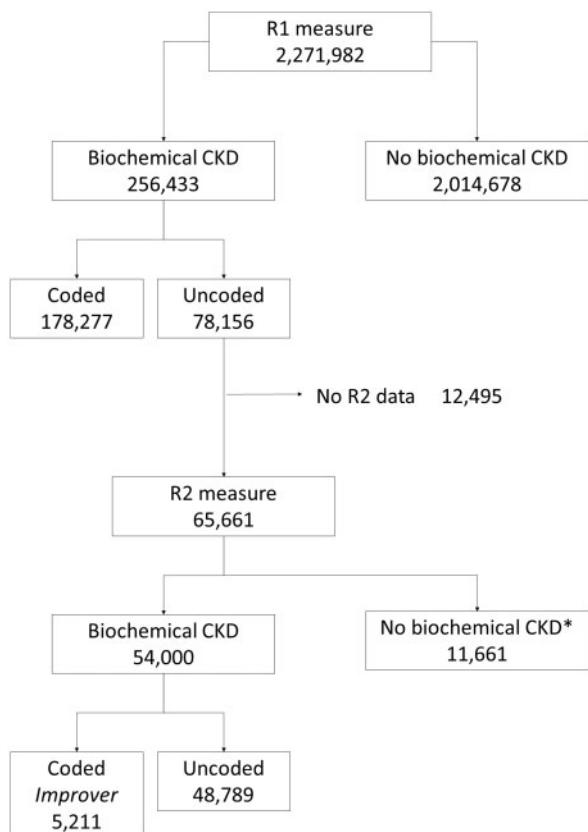 R1 measure
2,271,982
Biochemical CKD
256,433
No biochemical CKD
2,014,678
Coded
178,277
Uncoded
78,156
No R2 data 12,495
R2 measure
65,661
Biochemical CKD
54,000
No biochemical CKD*
11,661
Coded
Improver
5,211
Uncoded
48,789